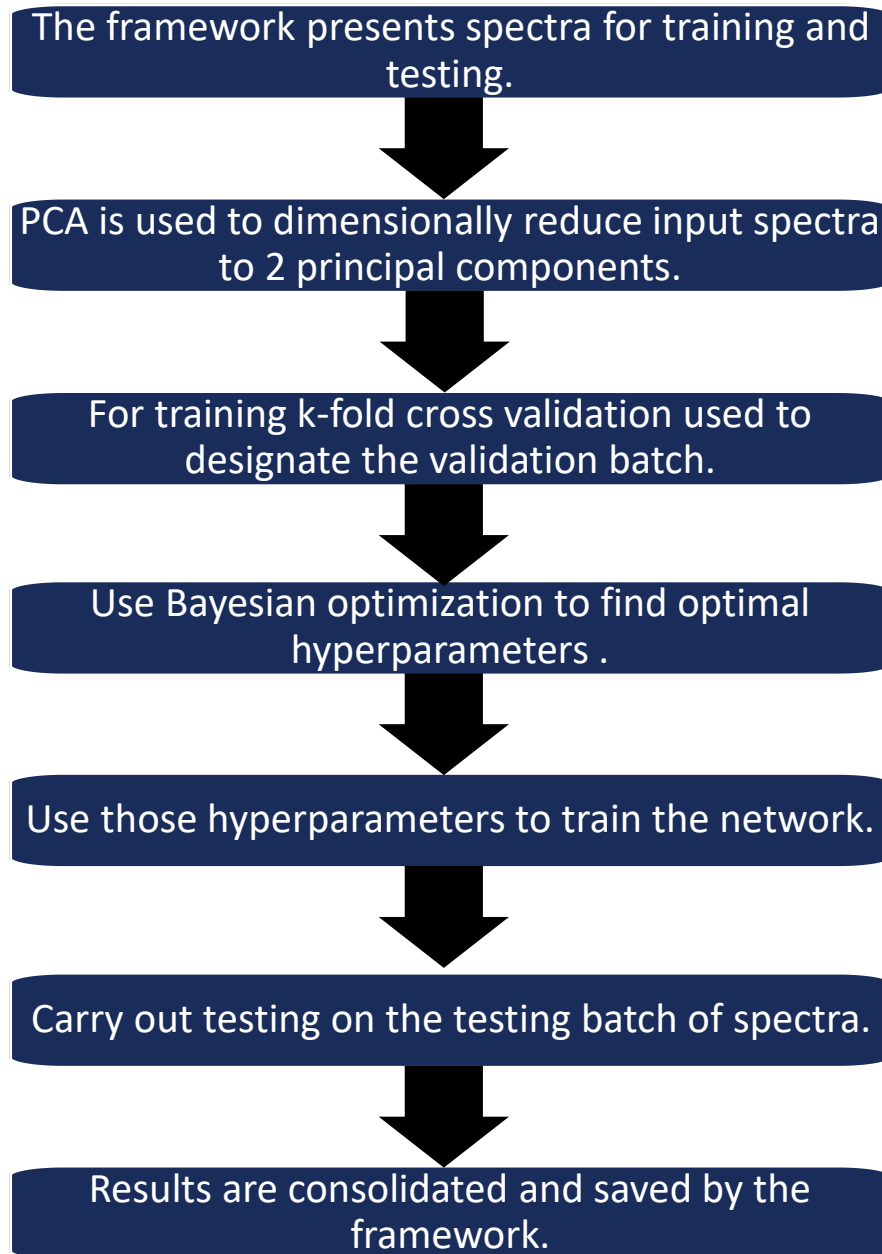 The framework presents spectra for training and
testing.
PCA is used to dimensionally reduce input spectra
to 2 principal components.
For training k-fold cross validation used to
designate the validation batch.
Use Bayesian optimization to find optimal
hyperparameters .
Use those hyperparameters to train the network.
Carry out testing on the testing batch of spectra.
Results are consolidated and saved by the
framework.